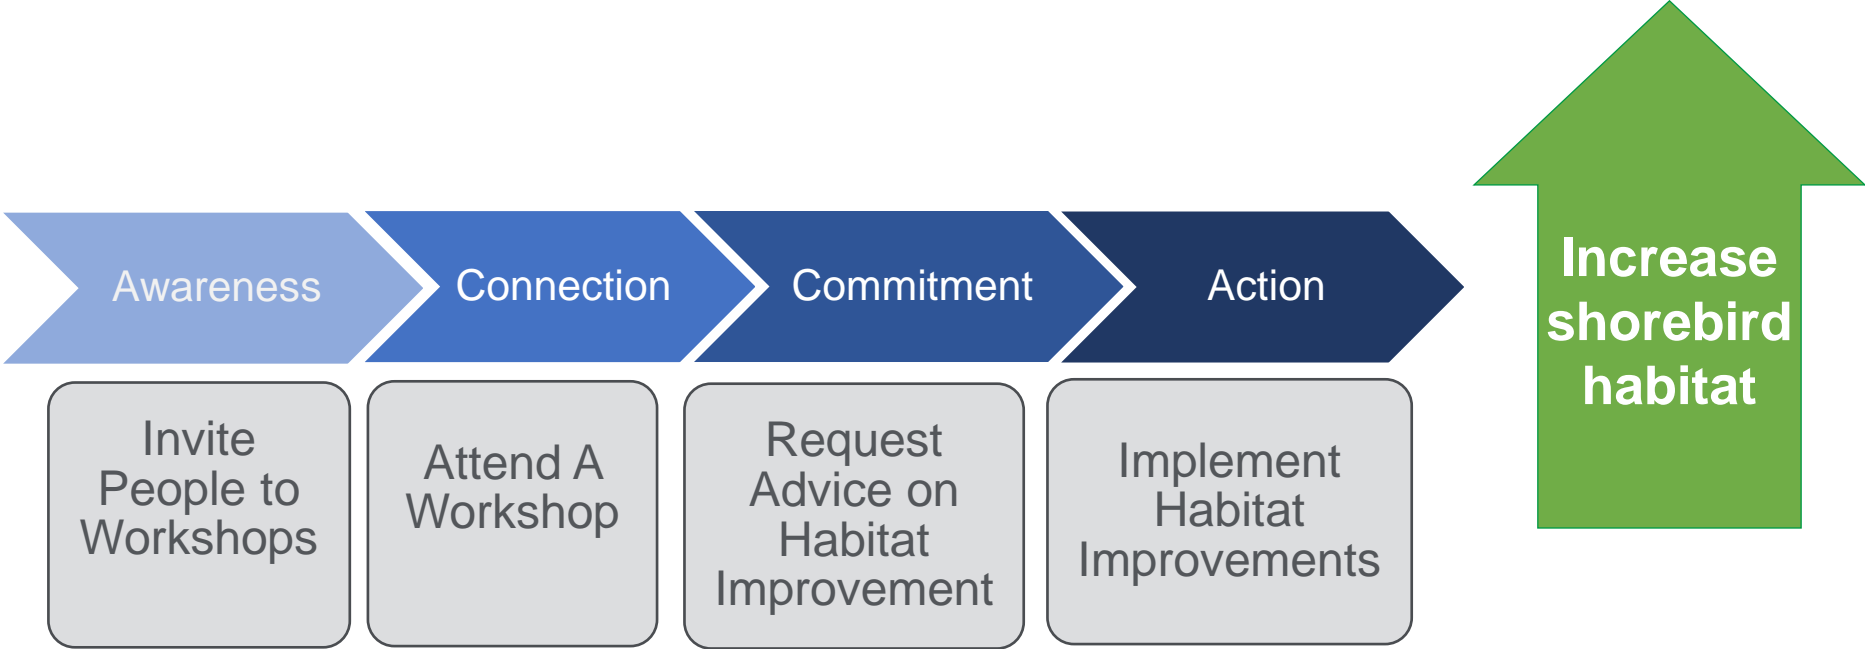 Awareness
Connection
Commitment
Action
Invite
People to
Workshops
Attend A
Workshop
Request
Advice on
Habitat
Improvement
Implement
Habitat
Improvements
Increase
shorebird
habitat